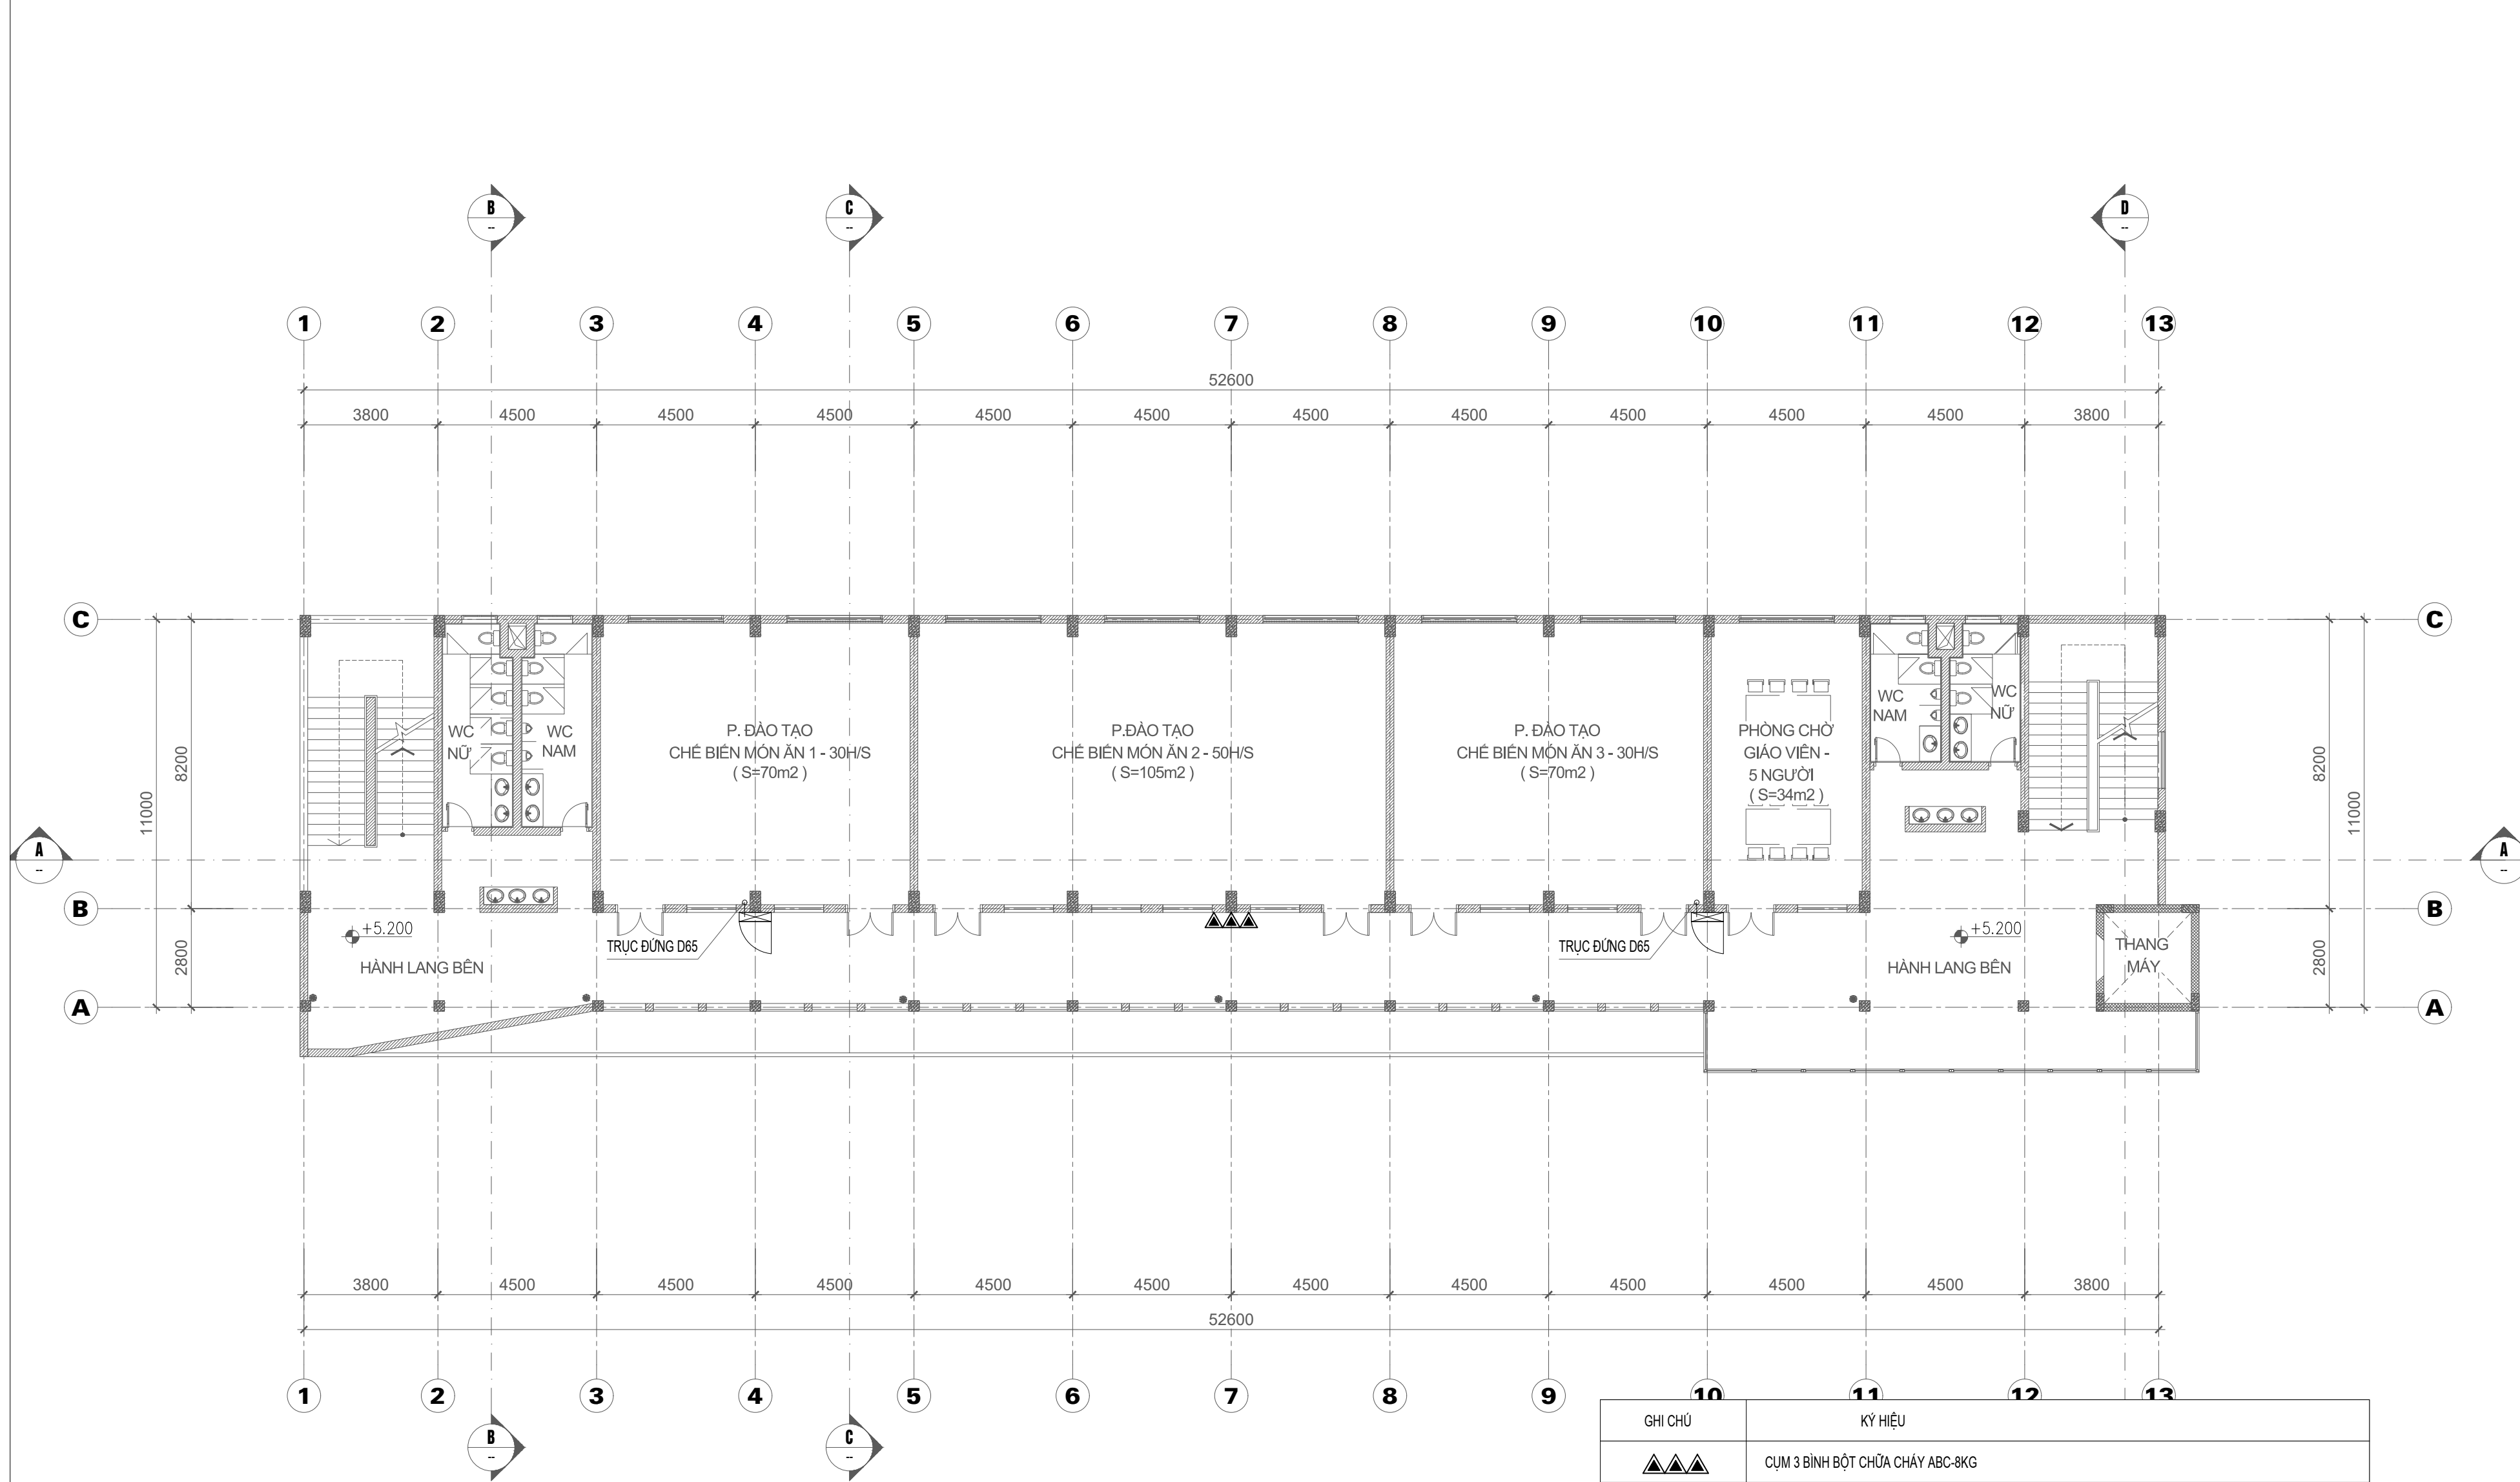 B
--
C
--
D
--
1 2 3 4 5 6 7 8 9 10 11 12 13
52600
3800 4500 4500 4500 4500 4500 4500 4500 4500 4500 4500 3800
C
C
WC
NỮ
WC
NAM
P. ĐÀO TẠO
CHẾ BIẾN MÓN ĂN 1 - 30H/S
( S=70m2 )
P.ĐÀO TẠO
CHẾ BIẾN MÓN ĂN 2 - 50H/S
( S=105m2 )
P. ĐÀO TẠO
CHẾ BIẾN MÓN ĂN 3 - 30H/S
( S=70m2 )
PHÒNG CHỜ
GIÁO VIÊN -
5 NGƯỜI
( S=34m2 )
WC
NAM
WC
NỮ
8200
11000
2800
8200
11000
2800
A
--
A
--
B
B
+5.200
HÀNH LANG BÊN
TRỤC ĐỨNG D65
TRỤC ĐỨNG D65
+5.200
HÀNH LANG BÊN
THANG
MÁY
A
A
3800 4500 4500 4500 4500 4500 4500 4500 4500 4500 4500 3800
52600
1 2 3 4 5 6 7 8 9 10 11 12 13
B
--
C
--
GHI CHÚ KÝ HIỆU
CỤM 3 BÌNH BỘT CHỮA CHÁY ABC-8KG